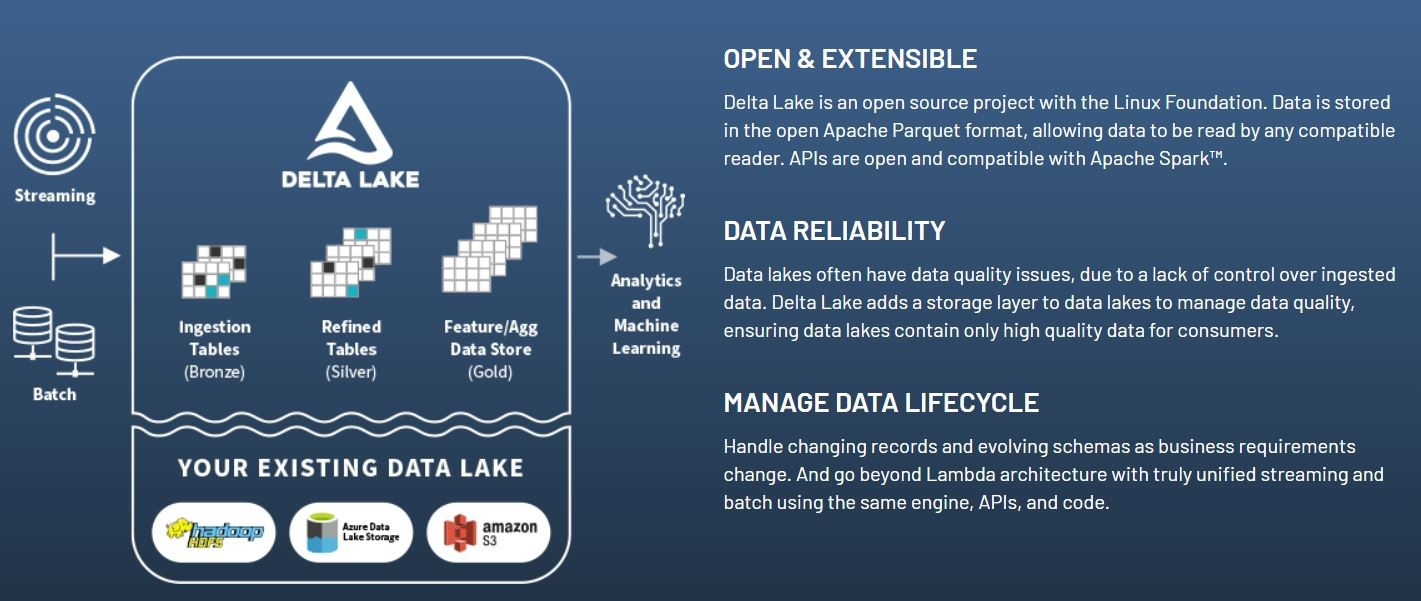 DELTA LAKE
Streaming
Batch
Ingestion
Tables
(Bronze)
Refined
Tables
(Silver)
Feature/Agg
Data Store
(Gold)
Analytics
and
Machine
Learning
YOUR EXISTING DATA LAKE
hadoop
HDFS
Azure Data
Lake Storage
amazon
S3
OPEN & EXTENSIBLE
Delta Lake is an open source project with the Linux Foundation. Data is stored
in the open Apache Parquet format, allowing data to be read by any compatible
reader. APIs are open and compatible with Apache Spark™.
DATA RELIABILITY
Data lakes often have data quality issues, due to a lack of control over ingested
data. Delta Lake adds a storage layer to data lakes to manage data quality,
ensuring data lakes contain only high quality data for consumers.
MANAGE DATA LIFECYCLE
Handle changing records and evolving schemas as business requirements
change. And go beyond Lambda architecture with truly unified streaming and
batch using the same engine, APIs, and code.